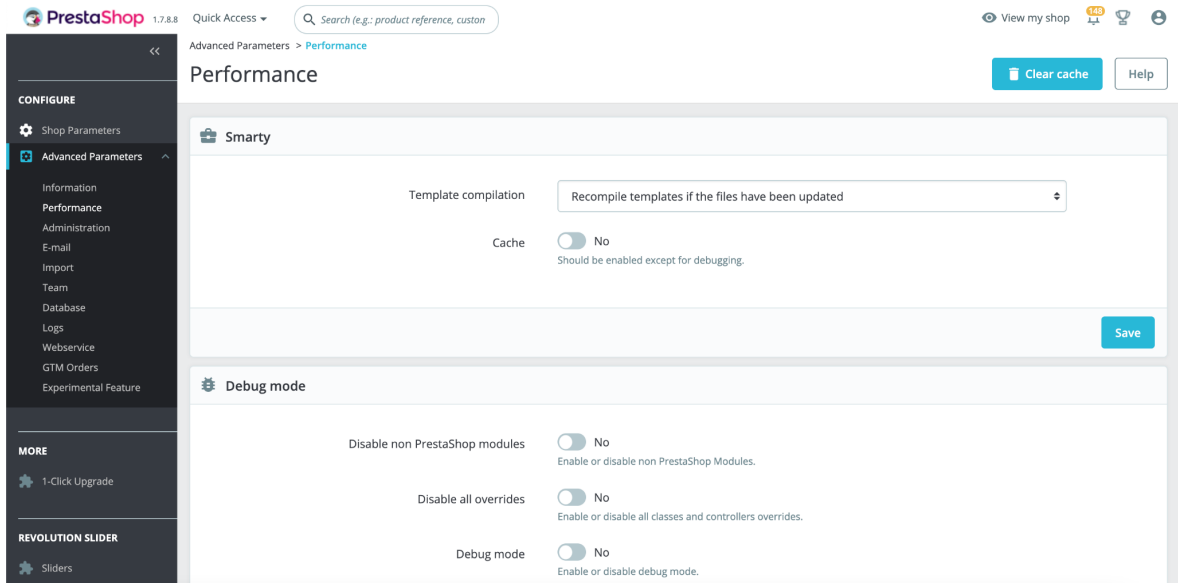 PrestaShop 1.7.8.8 Quick Access Search (e.g.: product reference, custon View my shop 148
Advanced Parameters > Performance
Performance
Clear cache Help
CONFIGURE
Shop Parameters
Advanced Parameters
Information
Performance
Administration
E-mail
Import
Team
Database
Logs
Webservice
GTM Orders
Experimental Feature
MORE
1-Click Upgrade
REVOLUTION SLIDER
Sliders
Smarty
Template compilation Recompile templates if the files have been updated
Cache No
Should be enabled except for debugging.
Save
Debug mode
Disable non PrestaShop modules No
Enable or disable non PrestaShop Modules.
Disable all overrides No
Enable or disable all classes and controllers overrides.
Debug mode No
Enable or disable debug mode.